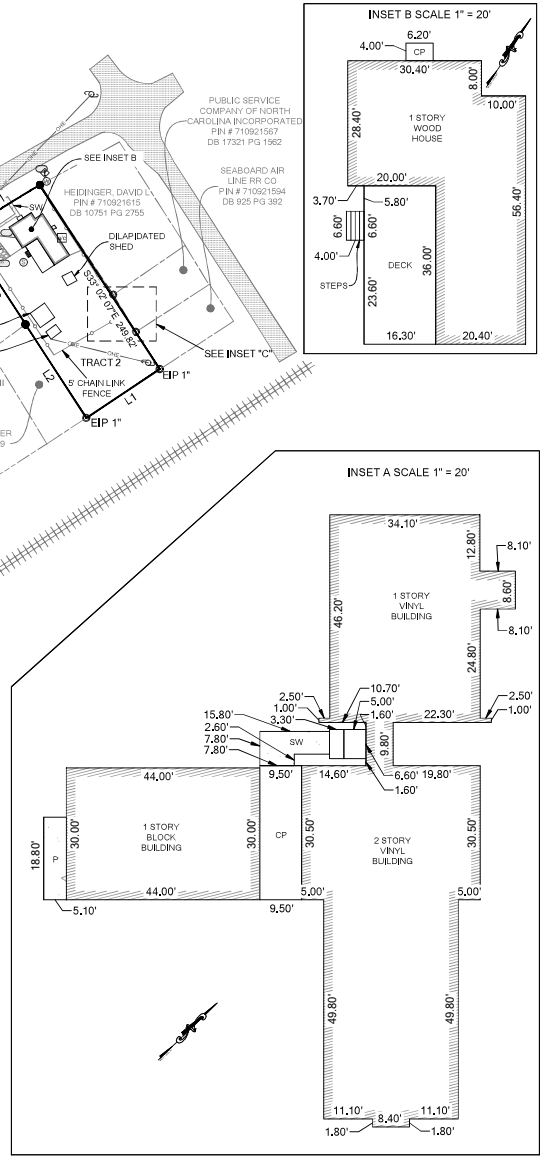 INSET B SCALE 1" = 20'
6.20'
4.00'
CP
30.40'
8.00'
10.00'
28.40'
1 STORY
WOOD
HOUSE
56.40'
20.00'
3.70'
5.80'
6.60'
6.60'
4.00'
STEPS
DECK
36.00'
23.60'
16.30'
20.40'
PUBLIC SERVICE
COMPANY OF NORTH
CAROLINA INCORPORATED
PIN # 710921567
DB 17321 PG 1562
SEE INSET B
SEABOARD AIR
LINE RR CO
PIN # 710921594
DB 925 PG 392
HEIDINGER, DAVID L
PIN # 710921615
DB 10751 PG 2755
SW
OHE
DILAPIDATED
SHED
S33° 02' 07"E 249.82'
SEE INSET "C"
OHE
TRACT 2
EIP 1"
5' CHAIN LINK
FENCE
L2
L1
EIP 1"
ER
9
INSET A SCALE 1" = 20'
34.10'
12.80'
8.10'
8.60'
8.10'
46.20'
1 STORY
VINYL
BUILDING
24.80'
2.50'
1.00'
10.70'
5.00'
1.60'
22.30'
2.50'
1.00'
15.80'
3.30'
2.60'
7.80'
7.80'
SW
9.80'
6.60'
1.60'
44.00'
9.50'
14.60'
19.80'
18.80'
P
30.00'
1 STORY
BLOCK
BUILDING
30.00'
CP
30.50'
2 STORY
VINYL
BUILDING
30.50'
44.00'
5.10'
9.50'
5.00'
5.00'
49.80'
49.80'
11.10'
8.40'
11.10'
1.80'
1.80'